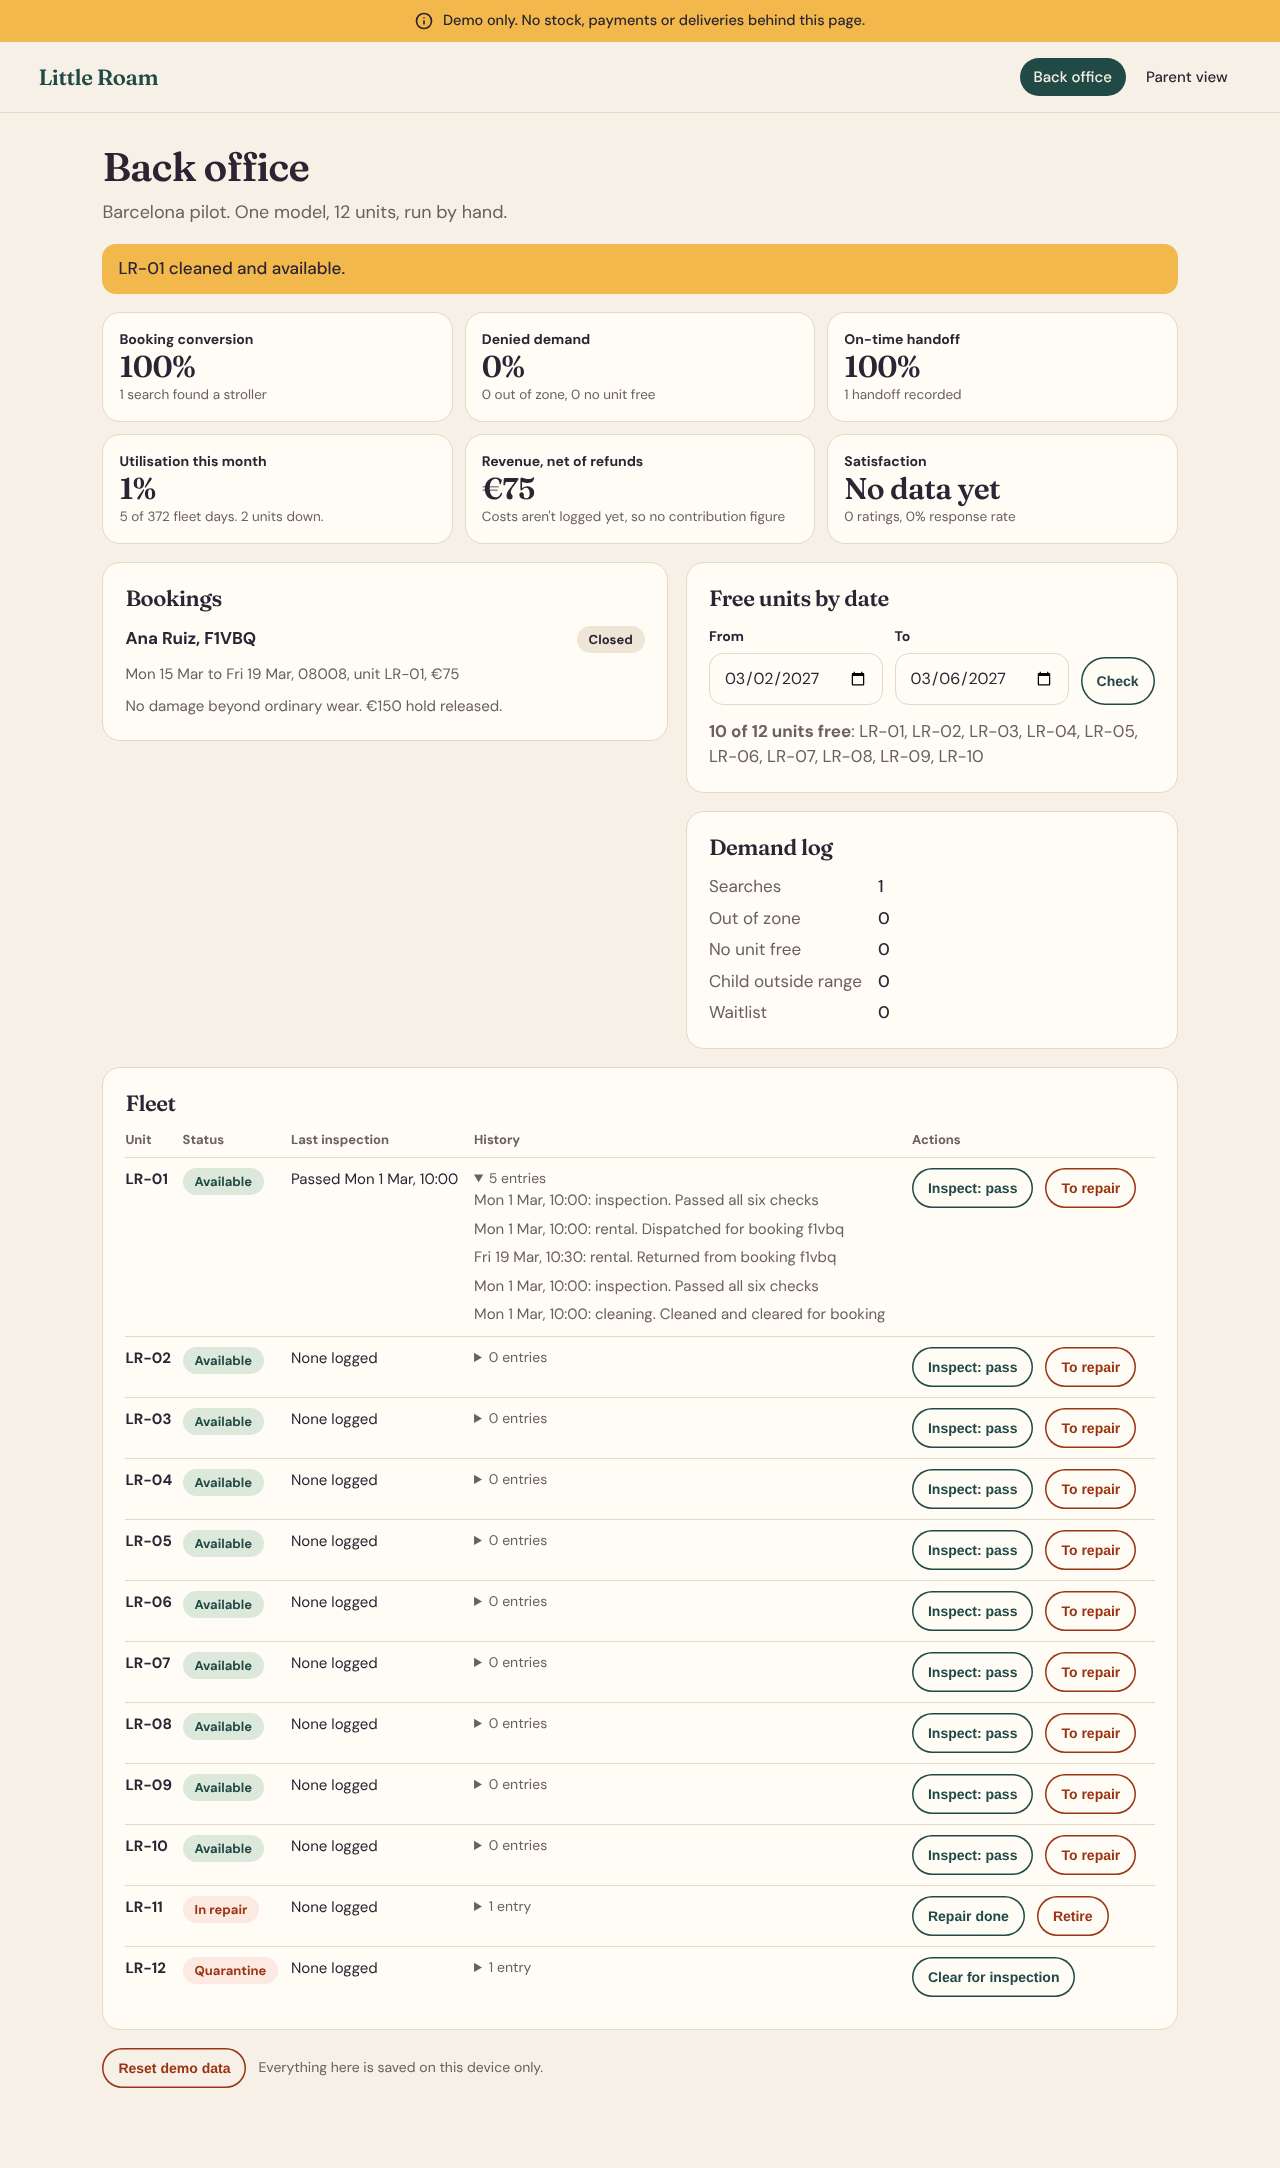 Demo only. No stock, payments or deliveries behind this page.
Little Roam
Back office
Parent view
Back office
Barcelona pilot. One model, 12 units, run by hand.
LR-01 cleaned and available.
Booking conversion
100%
1 search found a stroller
Denied demand
0%
0 out of zone, 0 no unit free
On-time handoff
100%
1 handoff recorded
Utilisation this month
1%
5 of 372 fleet days. 2 units down.
Revenue, net of refunds
€75
Costs aren't logged yet, so no contribution figure
Satisfaction
No data yet
0 ratings, 0% response rate
Bookings
Ana Ruiz, F1VBQ
Closed
Mon 15 Mar to Fri 19 Mar, 08008, unit LR-01, €75
No damage beyond ordinary wear. €150 hold released.
Free units by date
From
To
03/02/2027
03/06/2027
Check
10 of 12 units free: LR-01, LR-02, LR-03, LR-04, LR-05,
LR-06, LR-07, LR-08, LR-09, LR-10
Demand log
Searches 1
Out of zone 0
No unit free 0
Child outside range 0
Waitlist 0
Fleet
Unit Status Last inspection History Actions
LR-01 Available Passed Mon 1 Mar, 10:00 5 entries Inspect: pass To repair
Mon 1 Mar, 10:00: inspection. Passed all six checks
Mon 1 Mar, 10:00: rental. Dispatched for booking f1vbq
Fri 19 Mar, 10:30: rental. Returned from booking f1vbq
Mon 1 Mar, 10:00: inspection. Passed all six checks
Mon 1 Mar, 10:00: cleaning. Cleaned and cleared for booking
LR-02 Available None logged 0 entries Inspect: pass To repair
LR-03 Available None logged 0 entries Inspect: pass To repair
LR-04 Available None logged 0 entries Inspect: pass To repair
LR-05 Available None logged 0 entries Inspect: pass To repair
LR-06 Available None logged 0 entries Inspect: pass To repair
LR-07 Available None logged 0 entries Inspect: pass To repair
LR-08 Available None logged 0 entries Inspect: pass To repair
LR-09 Available None logged 0 entries Inspect: pass To repair
LR-10 Available None logged 0 entries Inspect: pass To repair
LR-11 In repair None logged 1 entry Repair done Retire
LR-12 Quarantine None logged 1 entry Clear for inspection
Reset demo data
Everything here is saved on this device only.